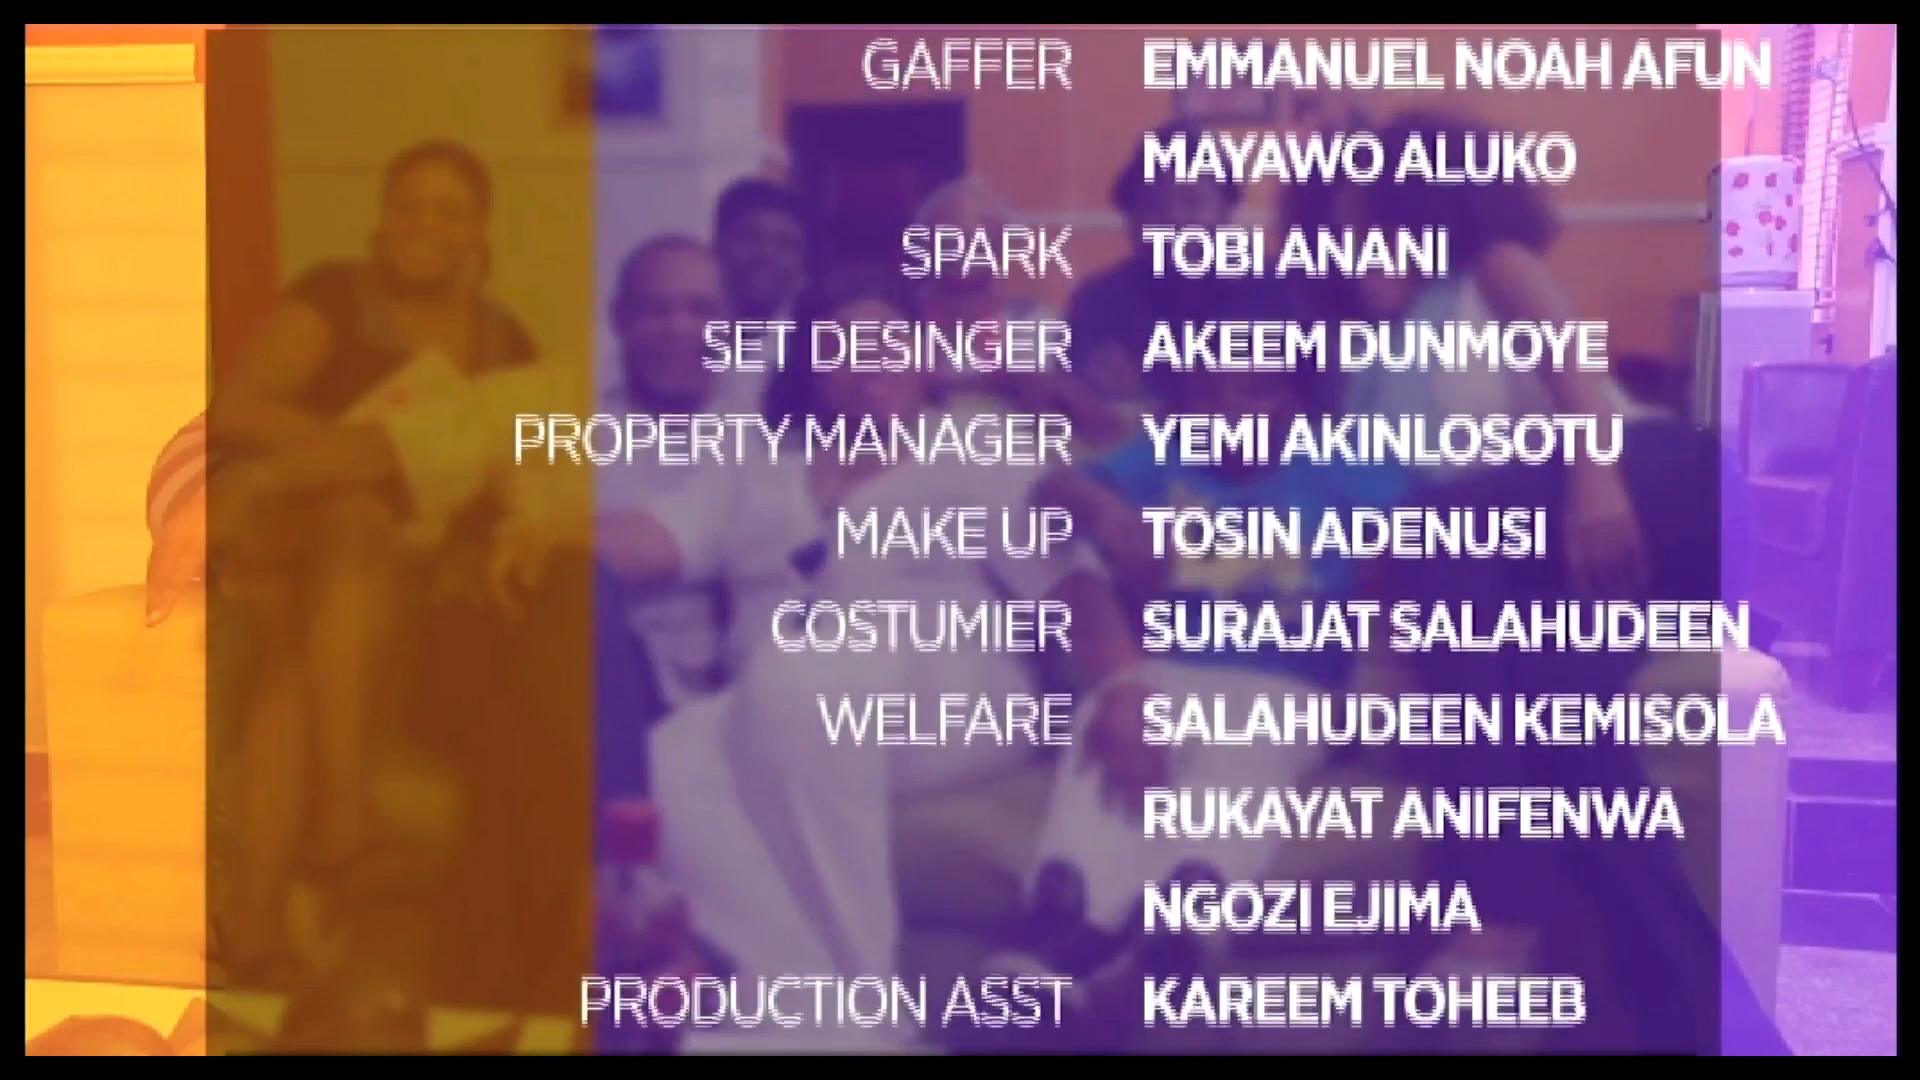 GAFFER EMMANUEL NOAH AFUN
MAYAWO ALUKO
SPARK TOBI ANANI
SET DESINGER AKEEM DUNMOYE
PROPERTY MANAGER YEMI AKINLOSOTU
MAKE UP TOSIN ADENUSI
COSTUMIER SURAJAT SALAHUDEEN
WELFARE SALAHUDEEN KEMISOLA
RUKAYAT ANIFENWA
NGOZI EJIMA
PRODUCTION ASST KAREEM TOHEEB